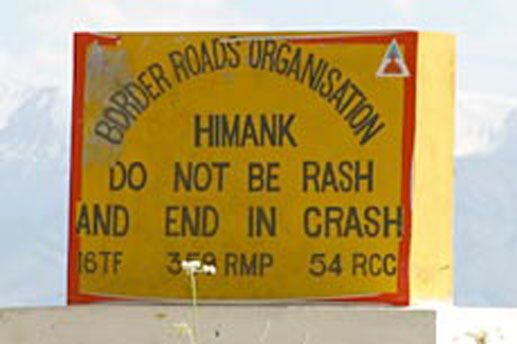 BORDER ROADS ORGANISATION
HIMANK
DO NOT BE RASH
AND END IN CRASH
16TF RMP 54 RCC